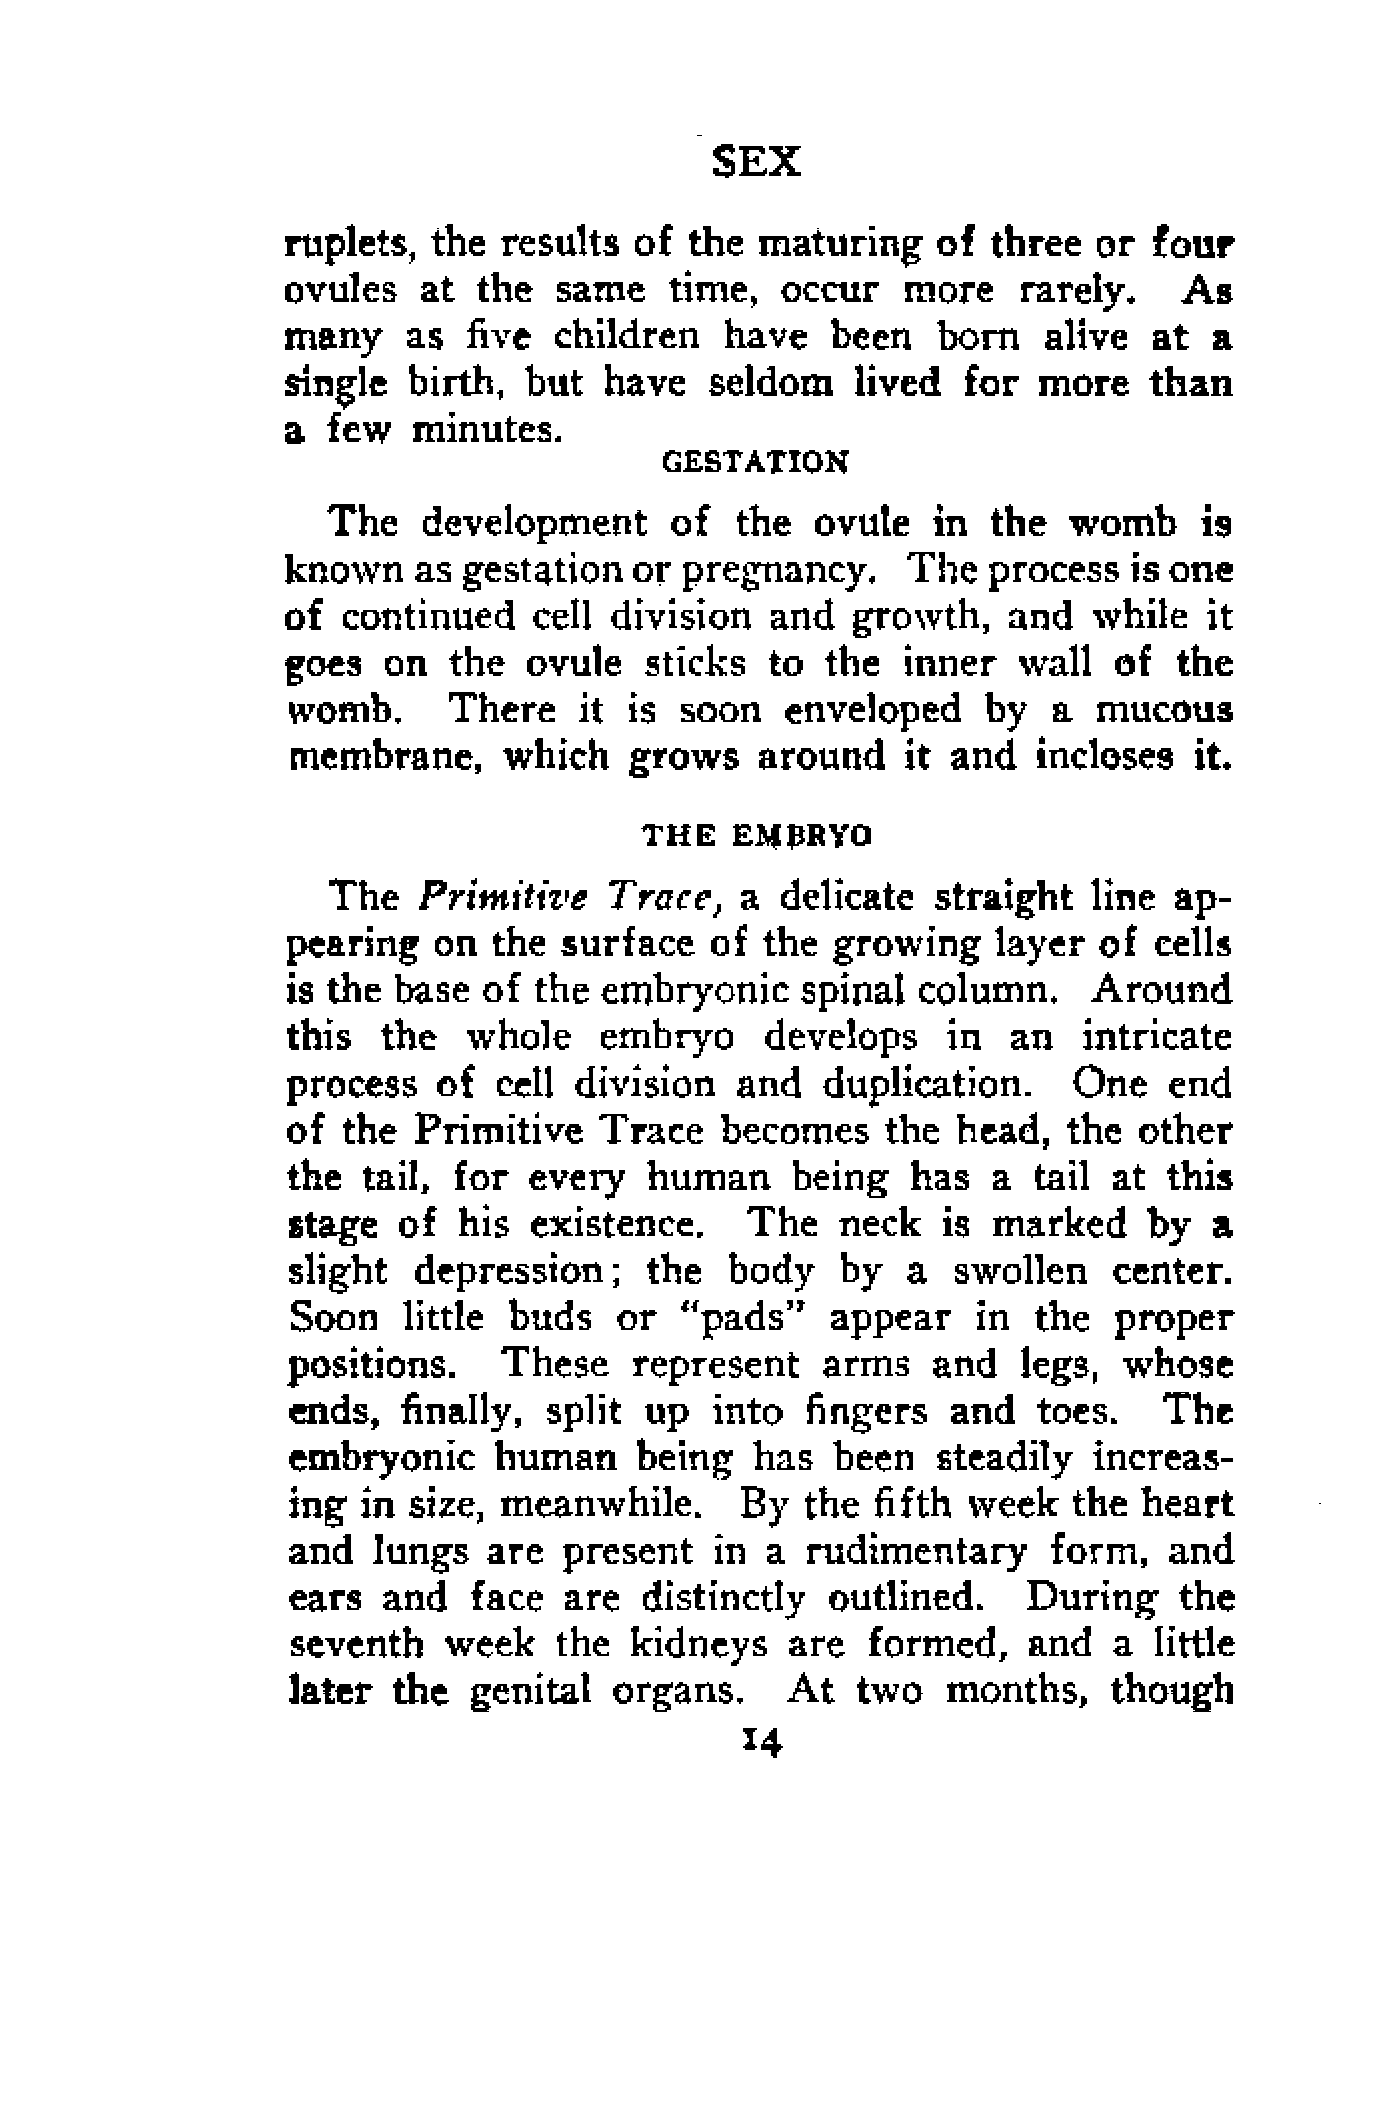 SEX
ruplets, the results of the maturing of three or four
ovules at the same time, occur more rarely. As
many as five children have been born alive at a
single birth, but have seldom lived for more than
a few minutes.
GESTATION
The development of the ovule in the womb is
known as gestation or pregnancy. The process is one
of continued cell division and growth, and while it
goes on the ovule sticks to the inner wall of the
womb. There it is soon enveloped by a mucous
membrane, which grows around it and incloses it.
THE EMBRYO
The Primitive Trace, a delicate straight line ap-
pearing on the surface of the growing layer of cells
is the base of the embryonic spinal column. Around
this the whole embryo develops in an intricate
process of cell division and duplication. One end
of the Primitive Trace becomes the head, the other
the tail, for every human being has a tail at this
stage of his existence. The neck is marked by a
slight depression; the body by a swollen center.
Soon little buds or "pads" appear in the proper
positions. These represent arms and legs, whose
ends, finally, split up into fingers and toes. The
embryonic human being has been steadily increas-
ing in size, meanwhile. By the fifth week the heart
and lungs are present in a rudimentary form, and
ears and face are distinctly outlined. During the
seventh week the kidneys are formed, and a little
later the genital organs. At two months, though
14